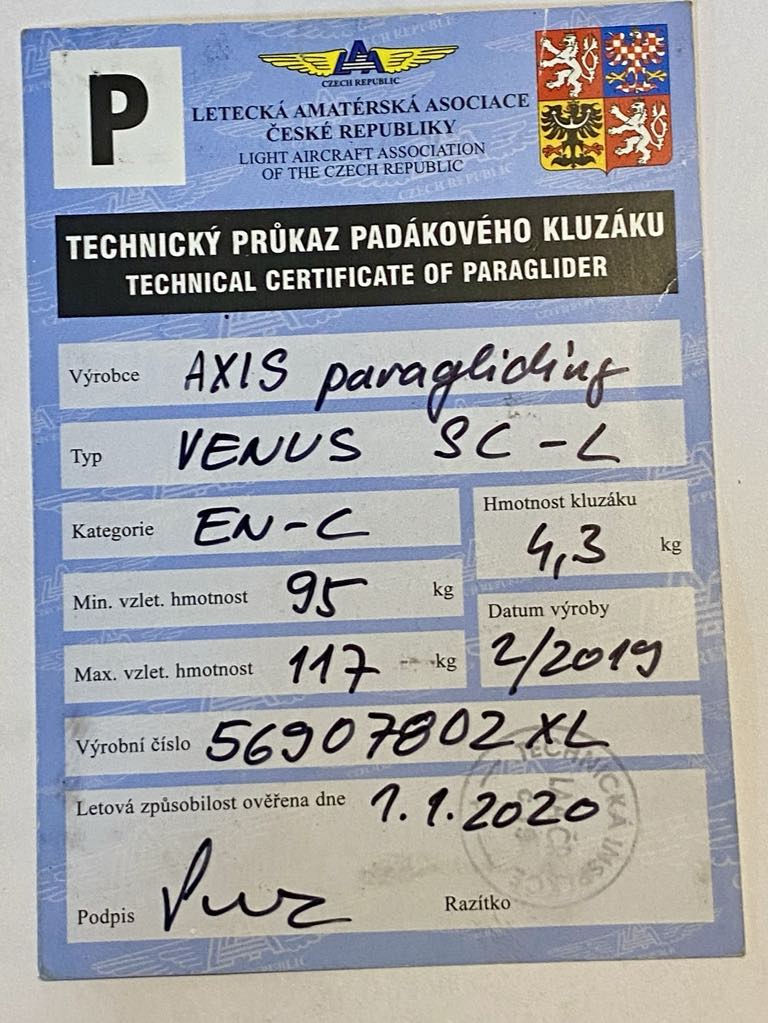 P
CZECH REPUBLIC
LETECKÁ AMATÉRSKÁ ASOCIACE
ČESKÉ REPUBLIKY
LIGHT AIRCRAFT ASSOCIATION
OF THE CZECH REPUBLIC
TECHNICKÝ PRŮKAZ PADÁKOVÉHO KLUZÁKU
TECHNICAL CERTIFICATE OF PARAGLIDER
Výrobce AXIS paragliding
Typ VENUS SC-L
Kategorie EN-C
Hmotnost kluzáku
4,3 kg
Min. vzlet. hmotnost 95 kg
Datum výroby
2/2019
Max. vzlet. hmotnost 117 kg
Výrobní číslo 56907802XL
Letová způsobilost ověřena dne 1.1.2020
TECHNICKÁ INSPEKCE
Podpis
Razítko